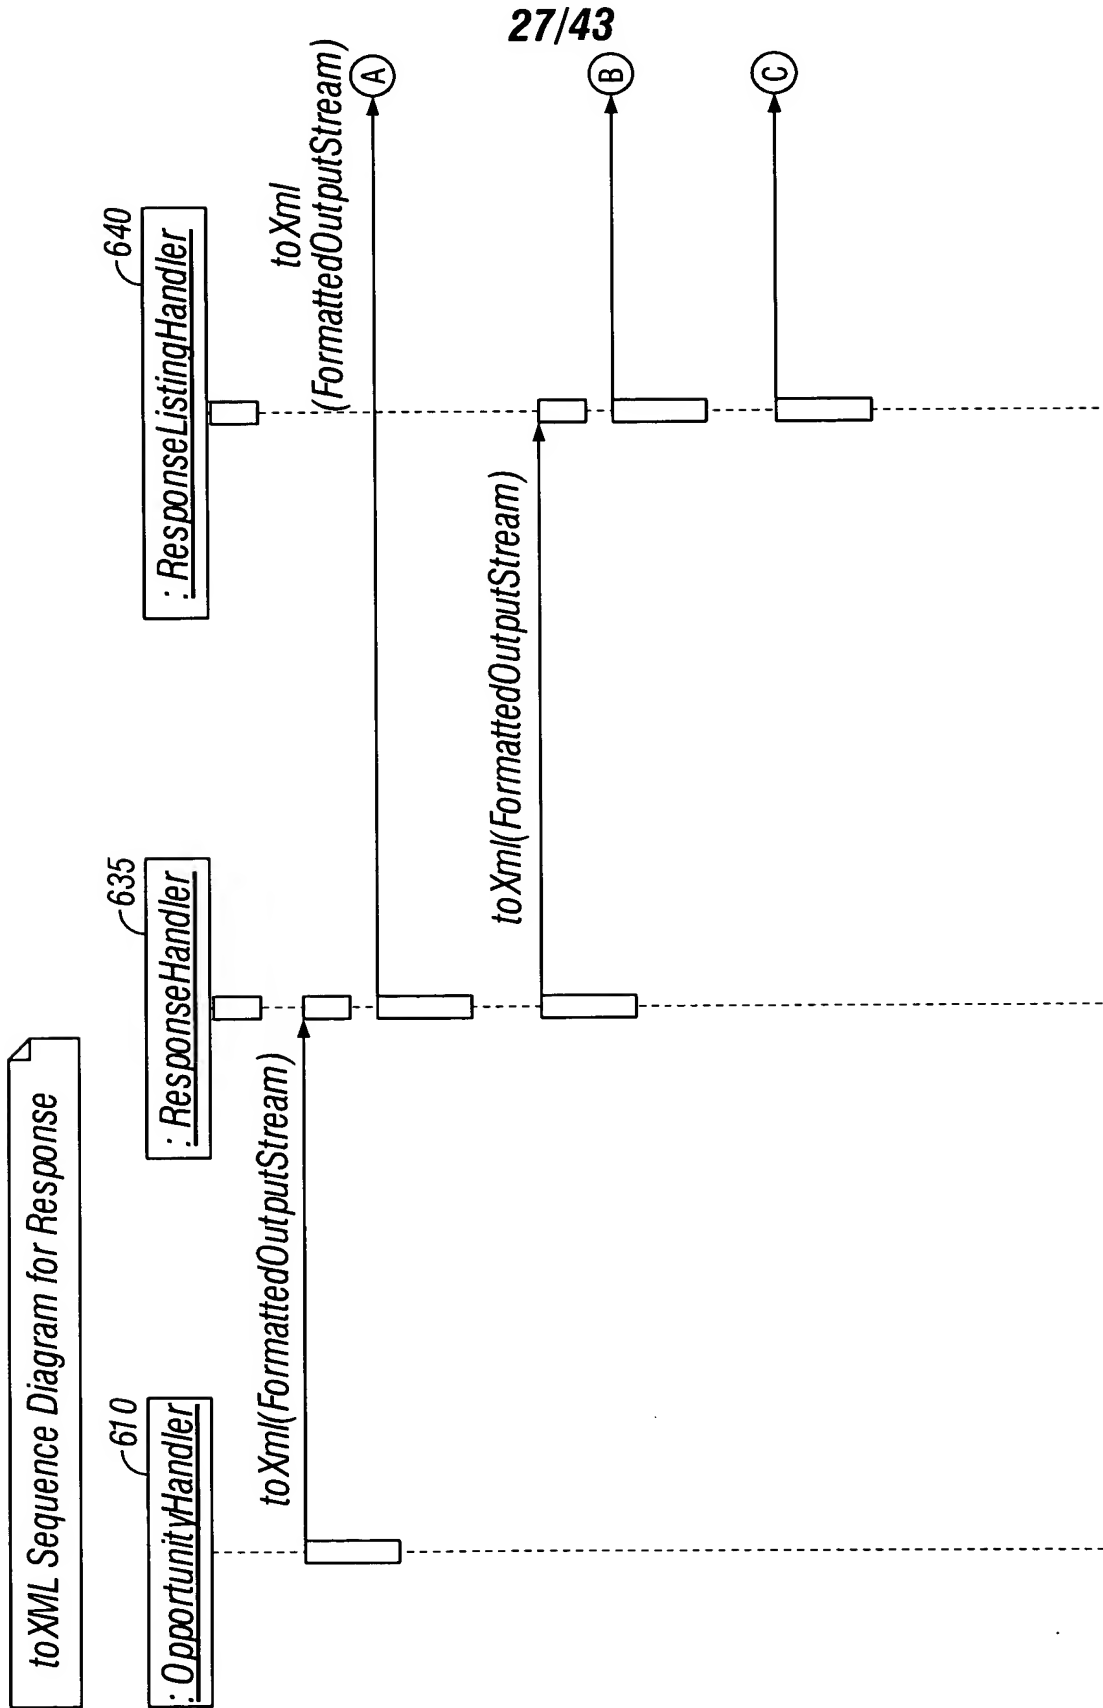 27/43
toXML Sequence Diagram for Response
610
: OpportunityHandler
635
: ResponseHandler
640
: ResponseListingHandler
toXml(FormattedOutputStream)
toXml
(FormattedOutputStream)
A
toXml(FormattedOutputStream)
B
C